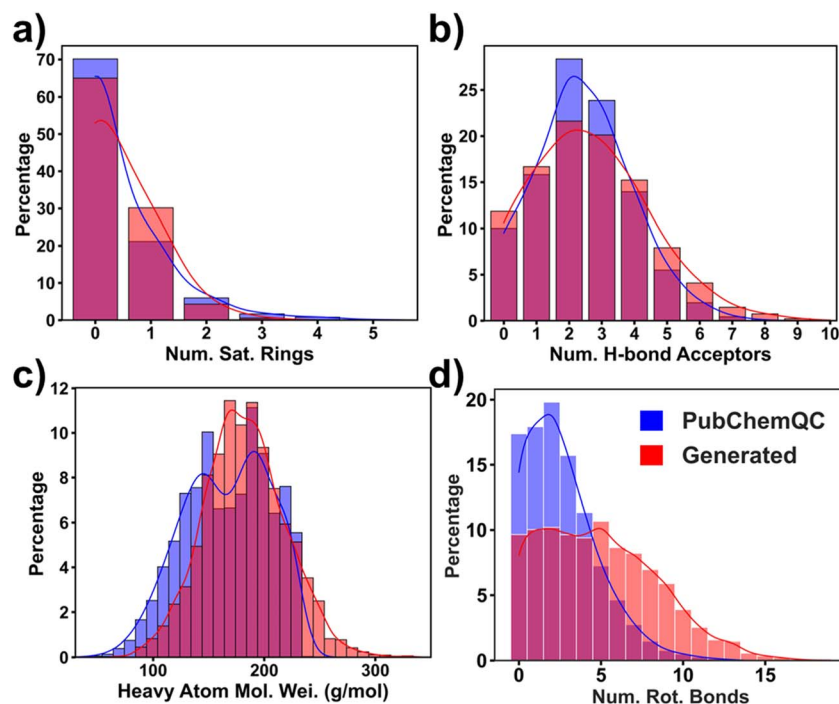 a)
Percentage
70
60
50
40
30
20
10
0
0 1 2 3 4 5
Num. Sat. Rings
b)
Percentage
25
20
15
10
5
0
0 1 2 3 4 5 6 7 8 9 10
Num. H-bond Acceptors
c)
Percentage
12
10
8
6
4
2
0
100 200 300
Heavy Atom Mol. Wei. (g/mol)
d)
Percentage
20
15
10
5
0
0 5 10 15
Num. Rot. Bonds
PubChemQC
Generated